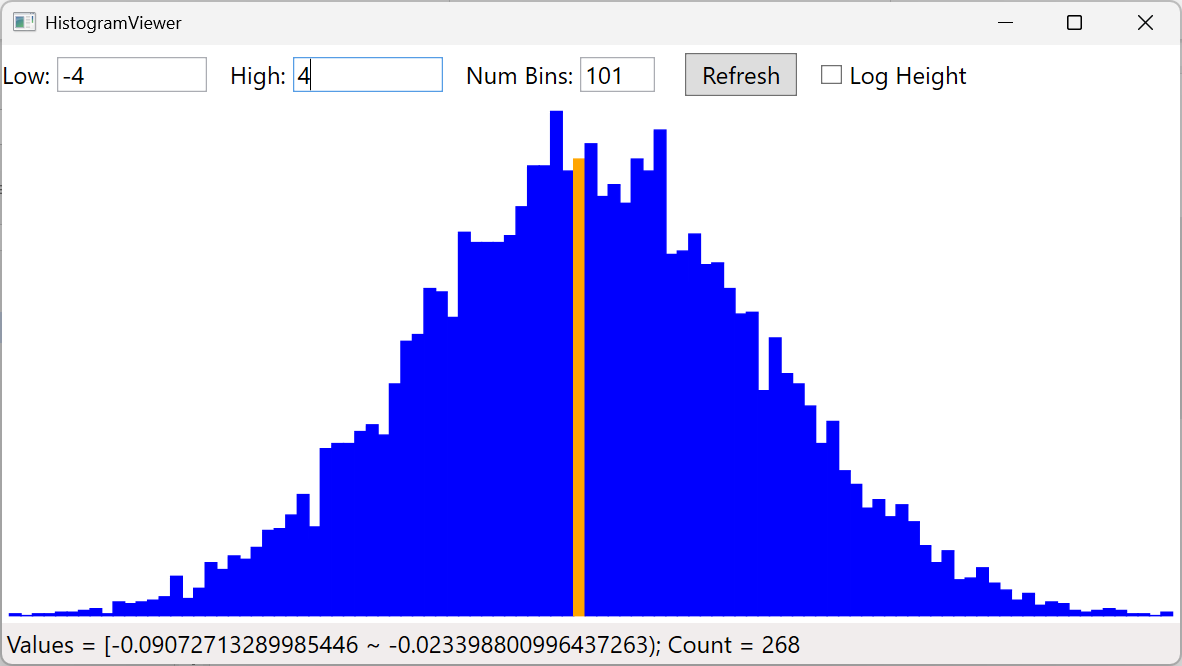 HistogramViewer
Low: -4 High: 4 Num Bins: 101 Refresh Log Height
Values = [-0.09072713289985446 ~ -0.023398800996437263); Count = 268